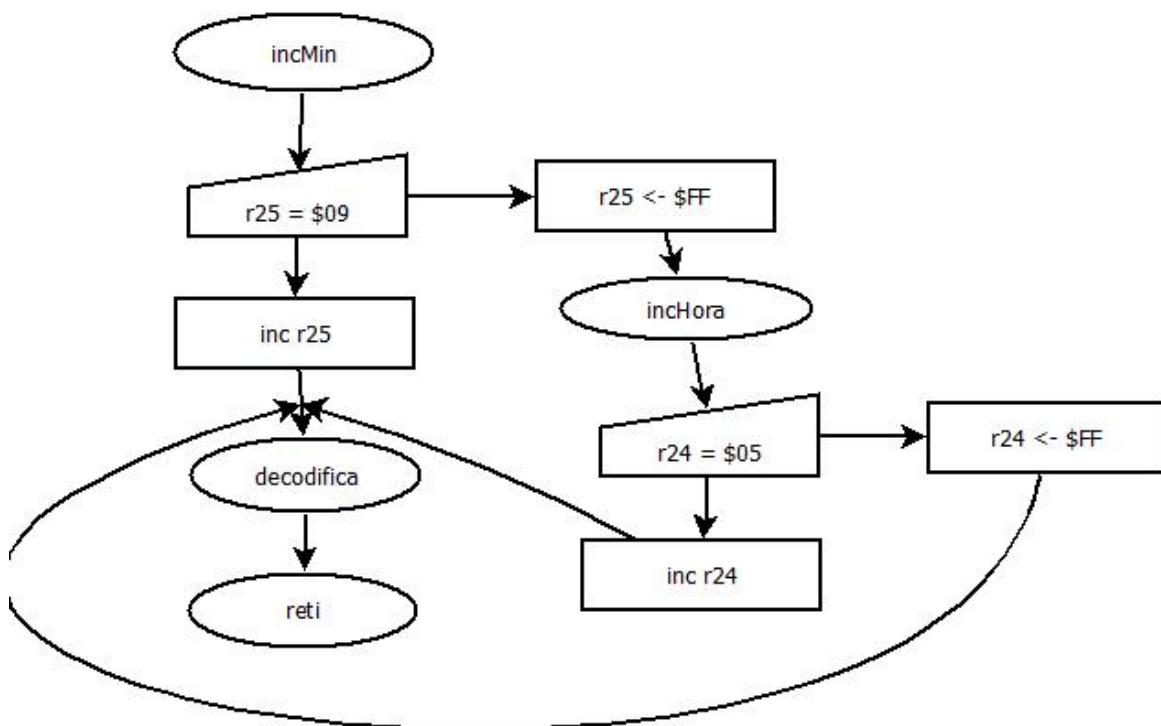 incMin
r25 = $09
r25 <- $FF
inc r25
incHora
r24 = $05
r24 <- $FF
decodifica
inc r24
reti